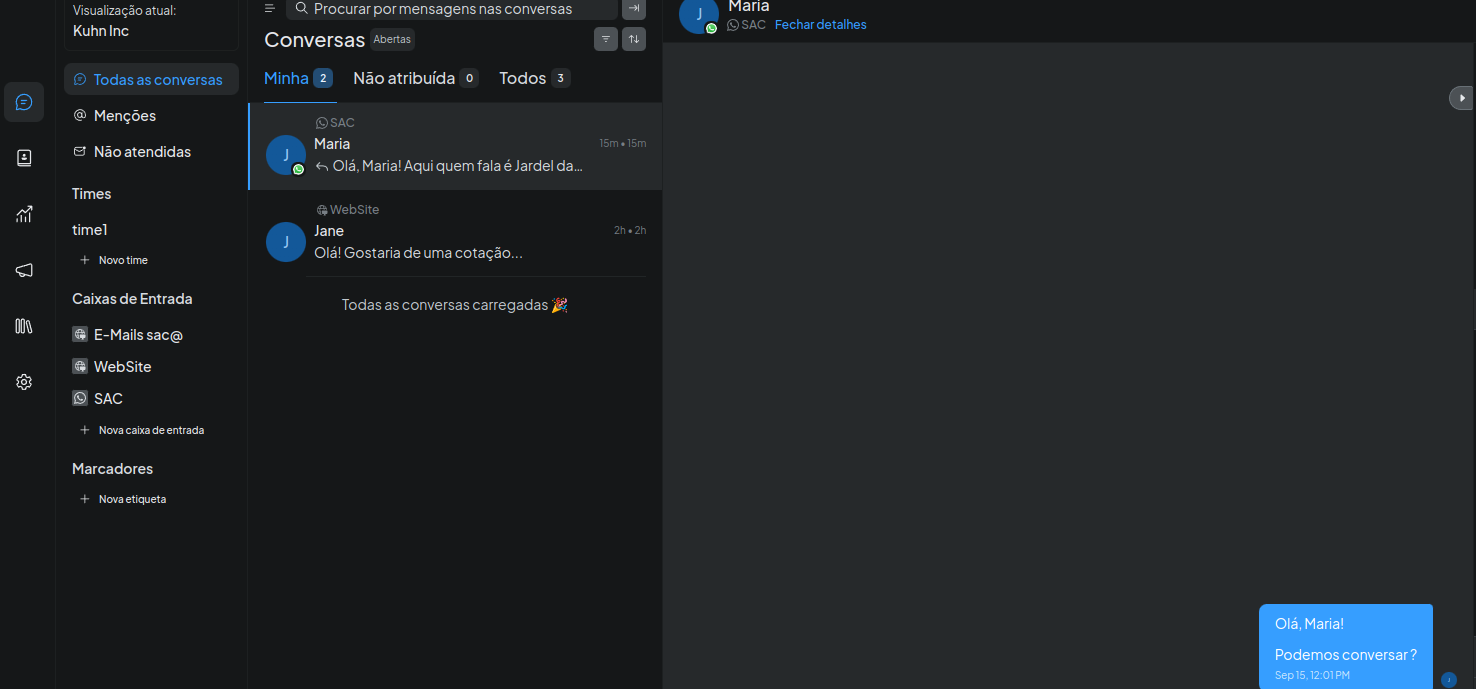 Visualização atual:
Kuhn Inc
Todas as conversas
Menções
Não atendidas
Times
time1
Novo time
Caixas de Entrada
E-Mails sac@
WebSite
SAC
Nova caixa de entrada
Marcadores
Nova etiqueta
Procurar por mensagens nas conversas
Conversas Abertas
Minha 2 Não atribuída 0 Todos 3
SAC
J
Maria 15m • 15m
Olá, Maria! Aqui quem fala é Jardel da...
WebSite
J
Jane 2h • 2h
Olá! Gostaria de uma cotação...
Todas as conversas carregadas 🎉
J
Maria
SAC Fechar detalhes
Olá, Maria!
Podemos conversar ?
Sep 15, 12:01 PM